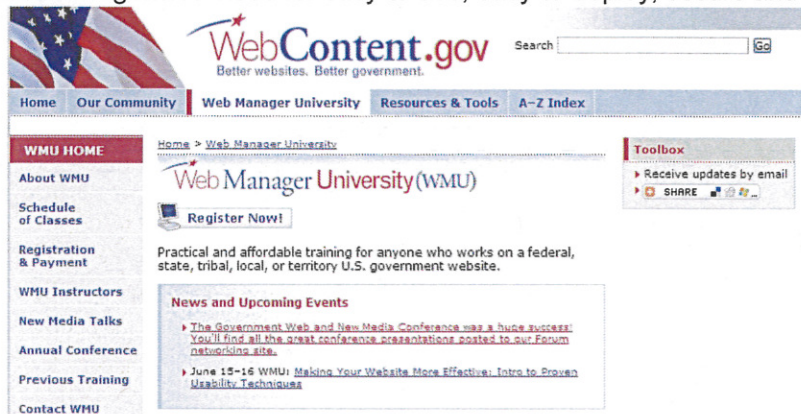 WebContent.gov
Better websites. Better government.
Search
Go
Home Our Community Web Manager University Resources & Tools A-Z Index
WMU HOME
About WMU
Schedule
of Classes
Registration
& Payment
WMU Instructors
New Media Talks
Annual Conference
Previous Training
Contact WMU
Home > Web Manager University
Web Manager University (WMU)
Register Now!
Practical and affordable training for anyone who works on a federal,
state, tribal, local, or territory U.S. government website.
News and Upcoming Events
The Government Web and New Media Conference was a huge success!
You'll find all the great conference presentations posted to our Forum
networking site.
June 15-16 WMU: Making Your Website More Effective: Intro to Proven
Usability Techniques
Toolbox
Receive updates by email
SHARE